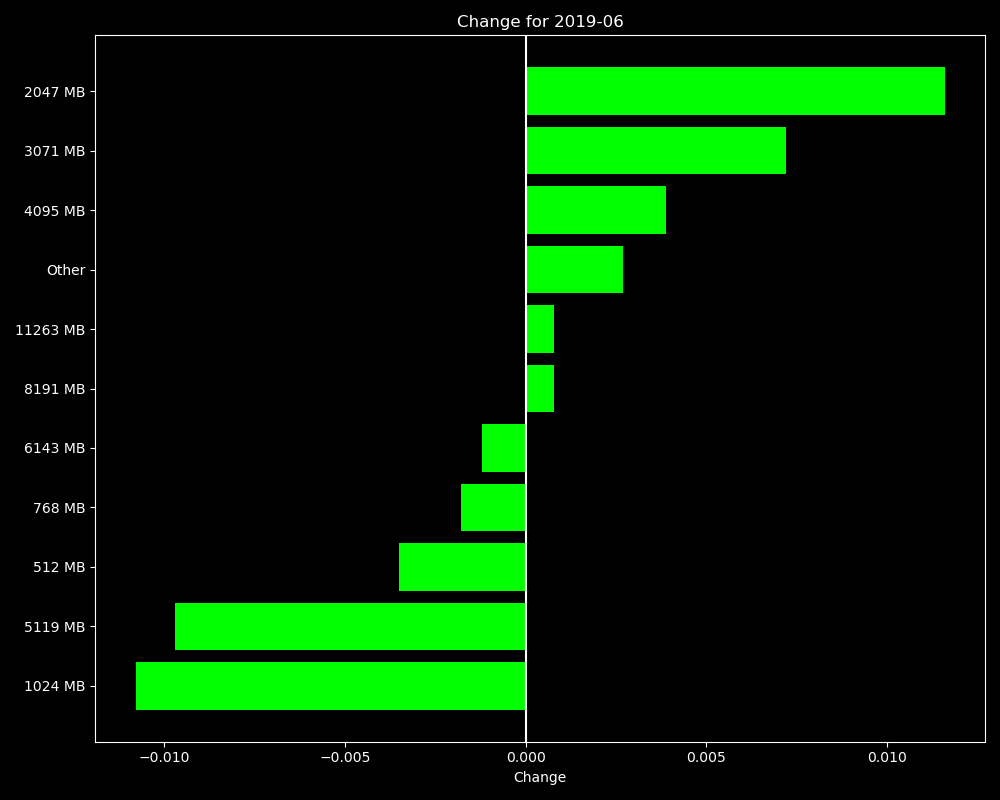 Change for 2019-06
2047 MB
3071 MB
4095 MB
Other
11263 MB
8191 MB
6143 MB
768 MB
512 MB
5119 MB
1024 MB
−0.010 −0.005 0.000 0.005 0.010
Change